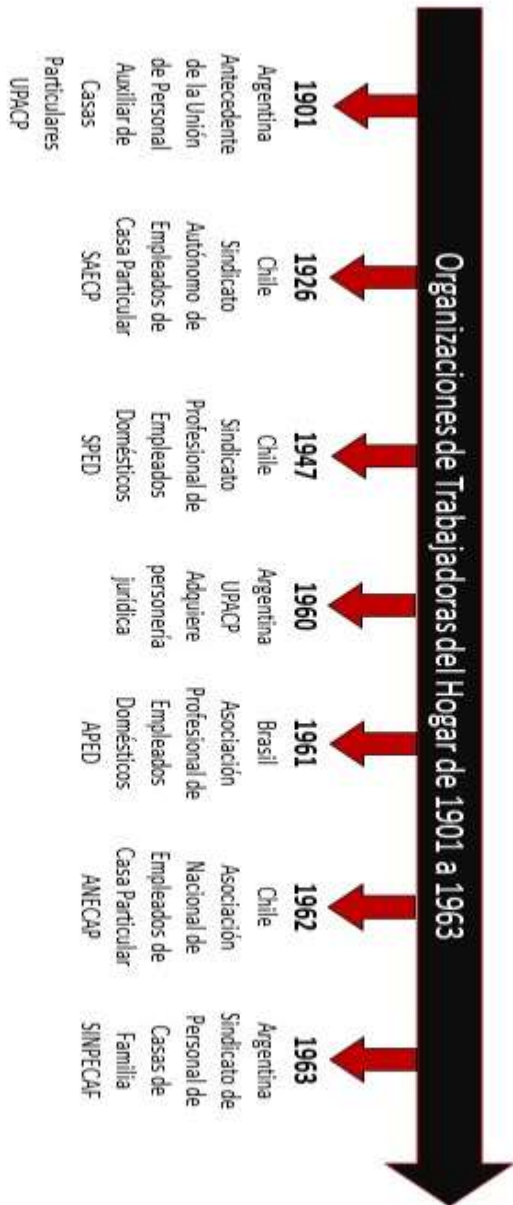 Organizaciones de Trabajadoras del Hogar de 1901 a 1963
1901
Argentina
Antecedente
de la Unión
de Personal
Auxiliar de
Casas
Particulares
UPACP
1926
Chile
Sindicato
Autónomo de
Empleados de
Casa Particular
SAECP
1947
Chile
Sindicato
Profesional de
Empleados
Domésticos
SPED
1960
Argentina
UPACP
Adquiere
personería
jurídica
1961
Brasil
Asociación
Profesional de
Empleados
Domésticos
APED
1962
Chile
Asociación
Nacional de
Empleados de
Casa Particular
ANECAP
1963
Argentina
Sindicato de
Personal de
Casas de
Familia
SINPECAF